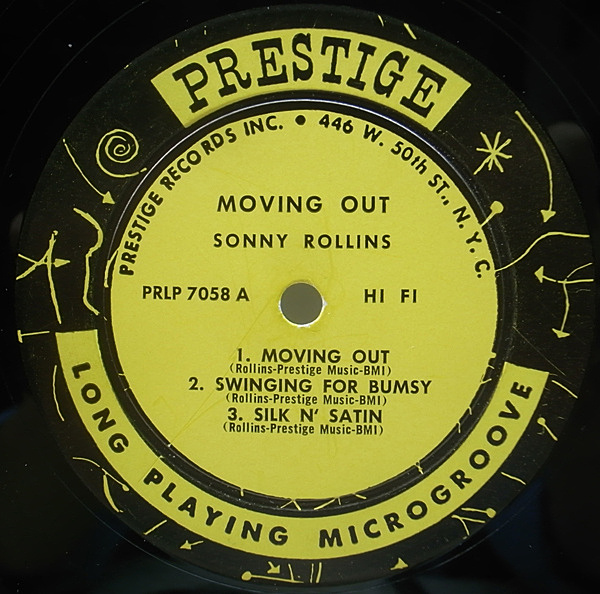 PRESTIGE
PRESTIGE RECORDS INC. • 446 W. 50th ST., N.Y.C.
MOVING OUT
SONNY ROLLINS
PRLP 7058 A HI FI
1. MOVING OUT
(Rollins-Prestige Music-BMI)
2. SWINGING FOR BUMSY
(Rollins-Prestige Music-BMI)
3. SILK N' SATIN
(Rollins-Prestige Music-BMI)
LONG PLAYING MICROGROOVE